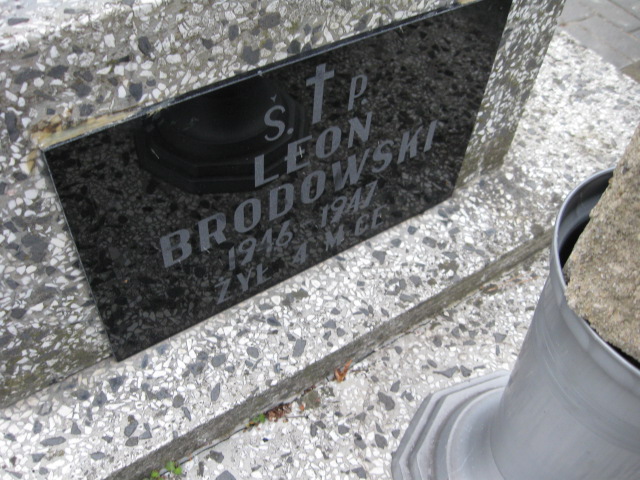 Ś. † P.
LEON
BRODOWSKI
1946 1947
ŻYŁ 4 M-CE